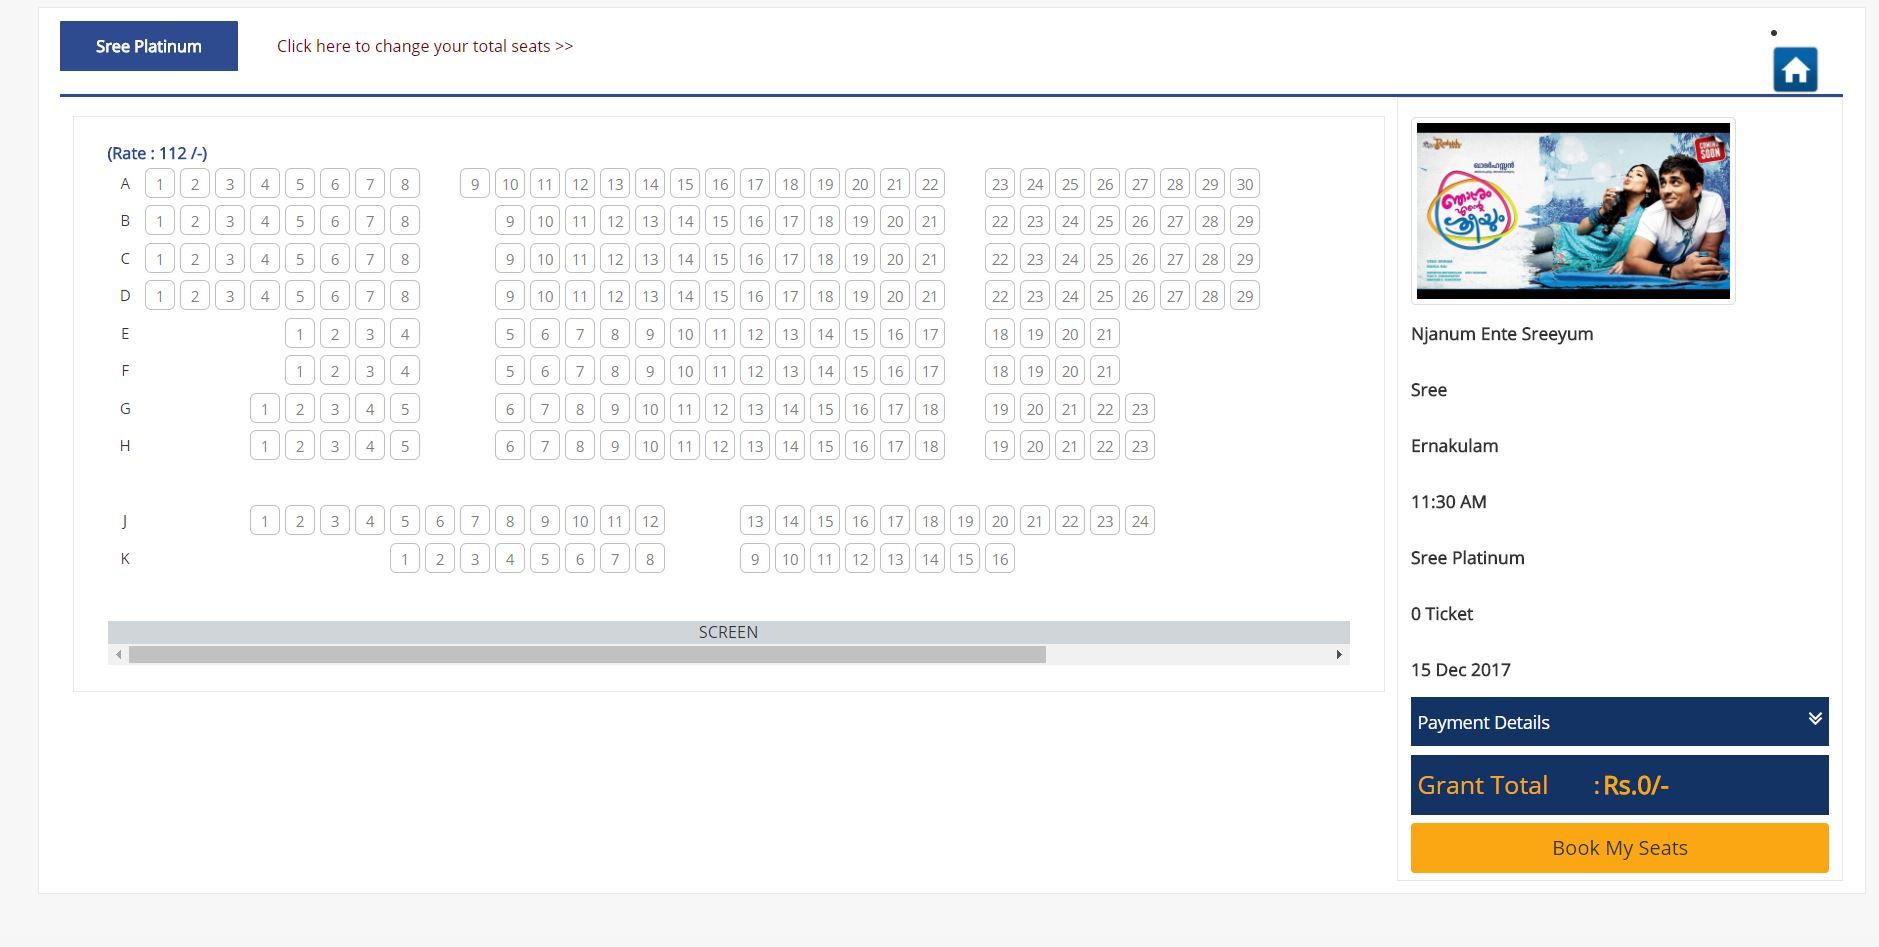 Sree Platinum Click here to change your total seats >>
(Rate : 112 /-)
A 1 2 3 4 5 6 7 8 9 10 11 12 13 14 15 16 17 18 19 20 21 22 23 24 25 26 27 28 29 30
B 1 2 3 4 5 6 7 8 9 10 11 12 13 14 15 16 17 18 19 20 21 22 23 24 25 26 27 28 29
C 1 2 3 4 5 6 7 8 9 10 11 12 13 14 15 16 17 18 19 20 21 22 23 24 25 26 27 28 29
D 1 2 3 4 5 6 7 8 9 10 11 12 13 14 15 16 17 18 19 20 21 22 23 24 25 26 27 28 29
E 1 2 3 4 5 6 7 8 9 10 11 12 13 14 15 16 17 18 19 20 21
F 1 2 3 4 5 6 7 8 9 10 11 12 13 14 15 16 17 18 19 20 21
G 1 2 3 4 5 6 7 8 9 10 11 12 13 14 15 16 17 18 19 20 21 22 23
H 1 2 3 4 5 6 7 8 9 10 11 12 13 14 15 16 17 18 19 20 21 22 23
J 1 2 3 4 5 6 7 8 9 10 11 12 13 14 15 16 17 18 19 20 21 22 23 24
K 1 2 3 4 5 6 7 8 9 10 11 12 13 14 15 16
SCREEN
COMING
SOON
ഞാനും
എന്റെ
ശ്രീയും
Njanum Ente Sreeyum
Sree
Ernakulam
11:30 AM
Sree Platinum
0 Ticket
15 Dec 2017
Payment Details
Grant Total : Rs.0/-
Book My Seats